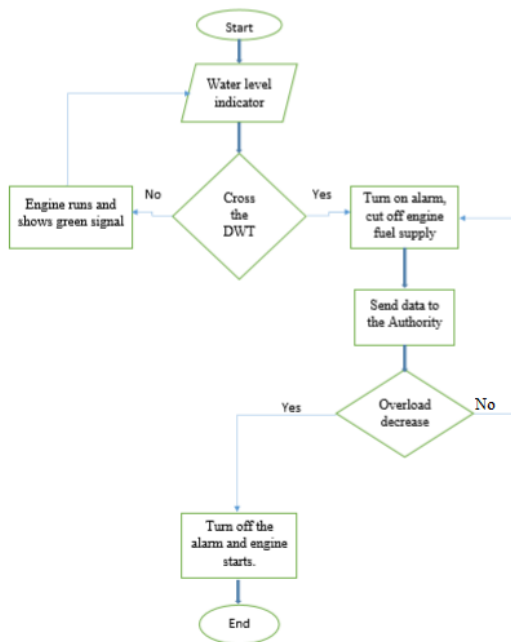 Start
Water level
indicator
Cross
the
DWT
No
Yes
Engine runs and
shows green signal
Turn on alarm,
cut off engine
fuel supply
Send data to
the Authority
Overload
decrease
Yes
No
Turn off the
alarm and engine
starts.
End